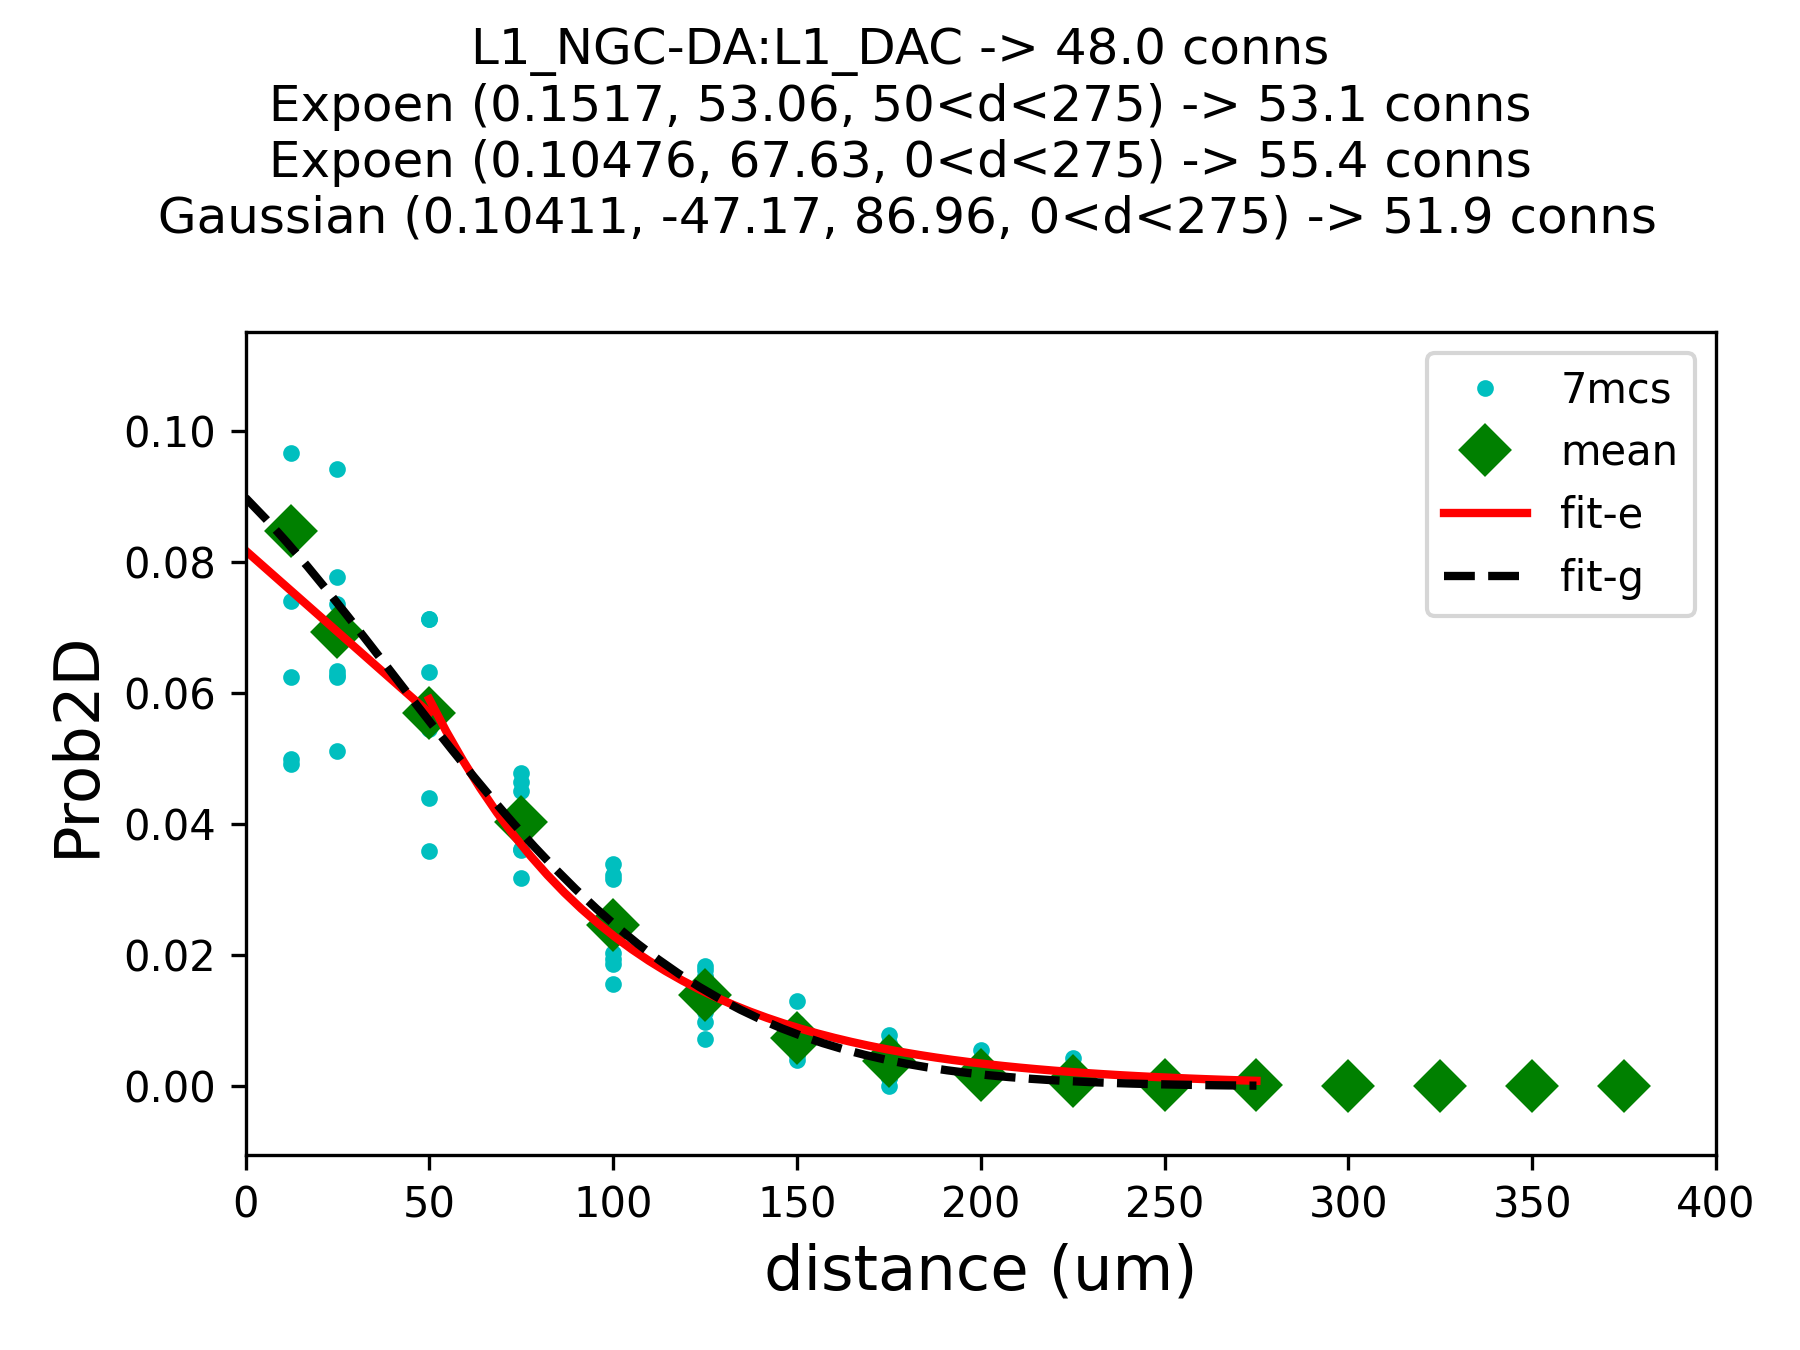 L1_NGC-DA:L1_DAC -> 48.0 conns
Expoen (0.1517, 53.06, 50<d<275) -> 53.1 conns
Expoen (0.10476, 67.63, 0<d<275) -> 55.4 conns
Gaussian (0.10411, -47.17, 86.96, 0<d<275) -> 51.9 conns
7mcs
mean
fit-e
fit-g
Prob2D
0.10
0.08
0.06
0.04
0.02
0.00
0 50 100 150 200 250 300 350 400
distance (um)